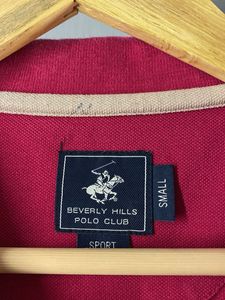 BEVERLY HILLS
POLO CLUB
SMALL
SPORT